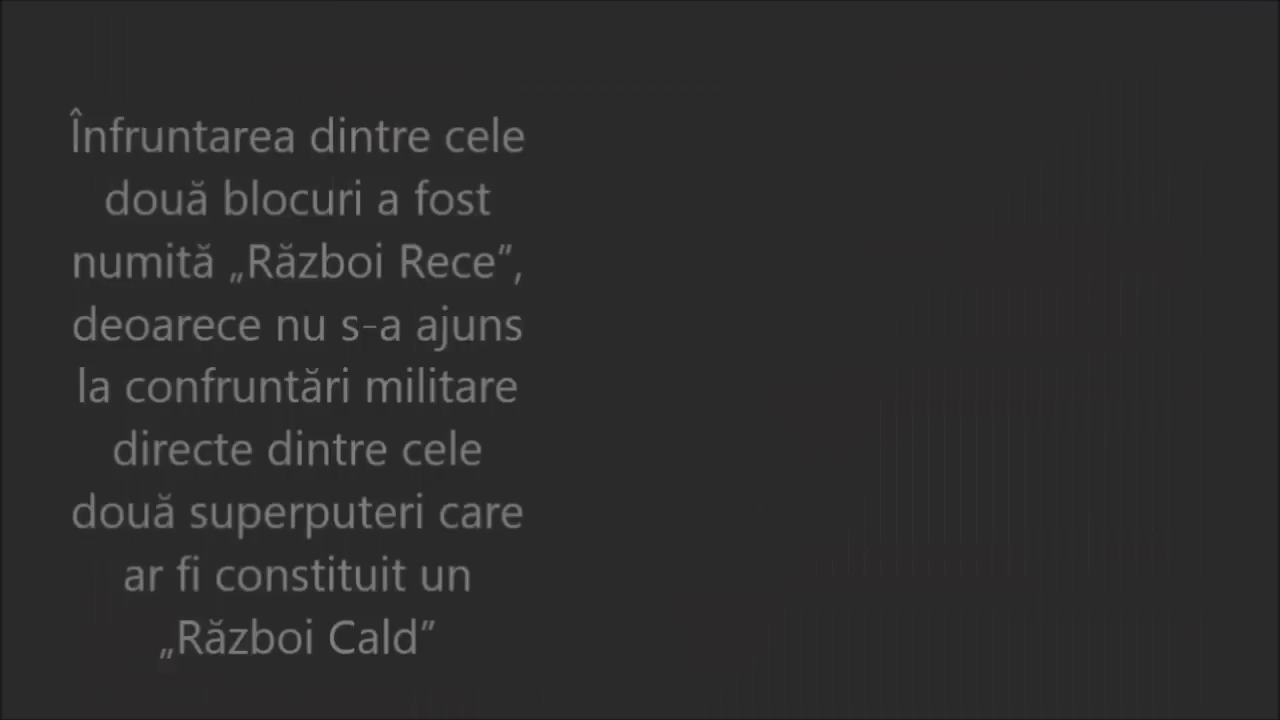 Înfruntarea dintre cele
două blocuri a fost
numită „Război Rece”,
deoarece nu s-a ajuns
la confruntări militare
directe dintre cele
două superputeri care
ar fi constituit un
„Război Cald”